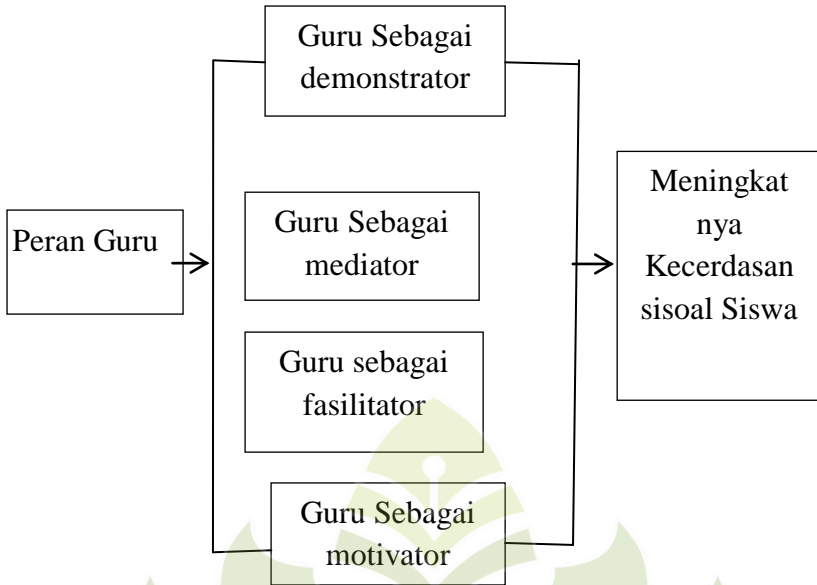 Guru Sebagai
demonstrator
Peran Guru
Guru Sebagai
mediator
Guru sebagai
fasilitator
Guru Sebagai
motivator
Meningkat
nya
Kecerdasan
sisoal Siswa